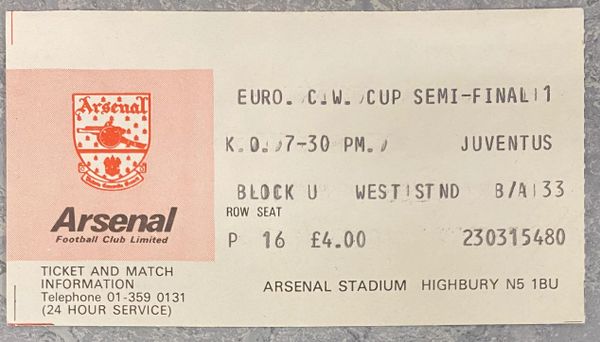 EURO. C.W. CUP SEMI-FINAL 1
K.O. 7-30 PM. JUVENTUS
BLOCK U WEST STND B/A 33
ROW SEAT
P 16 £4.00 230315480
ARSENAL STADIUM HIGHBURY N5 1BU
Arsenal
Arsenal
Football Club Limited
TICKET AND MATCH
INFORMATION
Telephone 01-359 0131
(24 HOUR SERVICE)